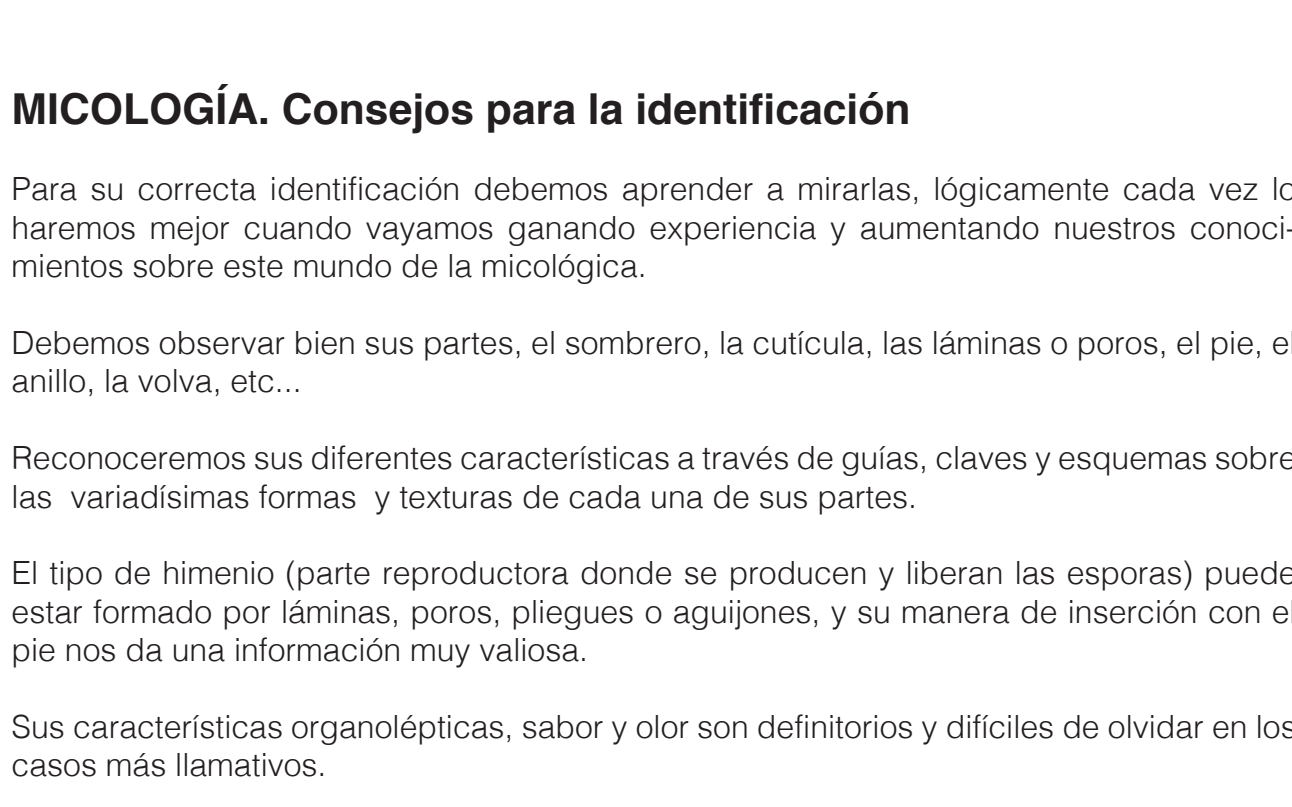 MICOLOGÍA. Consejos para la identificación
Para su correcta identificación debemos aprender a mirarlas, lógicamente cada vez lo
haremos mejor cuando vayamos ganando experiencia y aumentando nuestros conoci-
mientos sobre este mundo de la micológica.
Debemos observar bien sus partes, el sombrero, la cutícula, las láminas o poros, el pie, el
anillo, la volva, etc...
Reconoceremos sus diferentes características a través de guías, claves y esquemas sobre
las variadísimas formas y texturas de cada una de sus partes.
El tipo de himenio (parte reproductora donde se producen y liberan las esporas) puede
estar formado por láminas, poros, pliegues o aguijones, y su manera de inserción con el
pie nos da una información muy valiosa.
Sus características organolépticas, sabor y olor son definitorios y difíciles de olvidar en los
casos más llamativos.